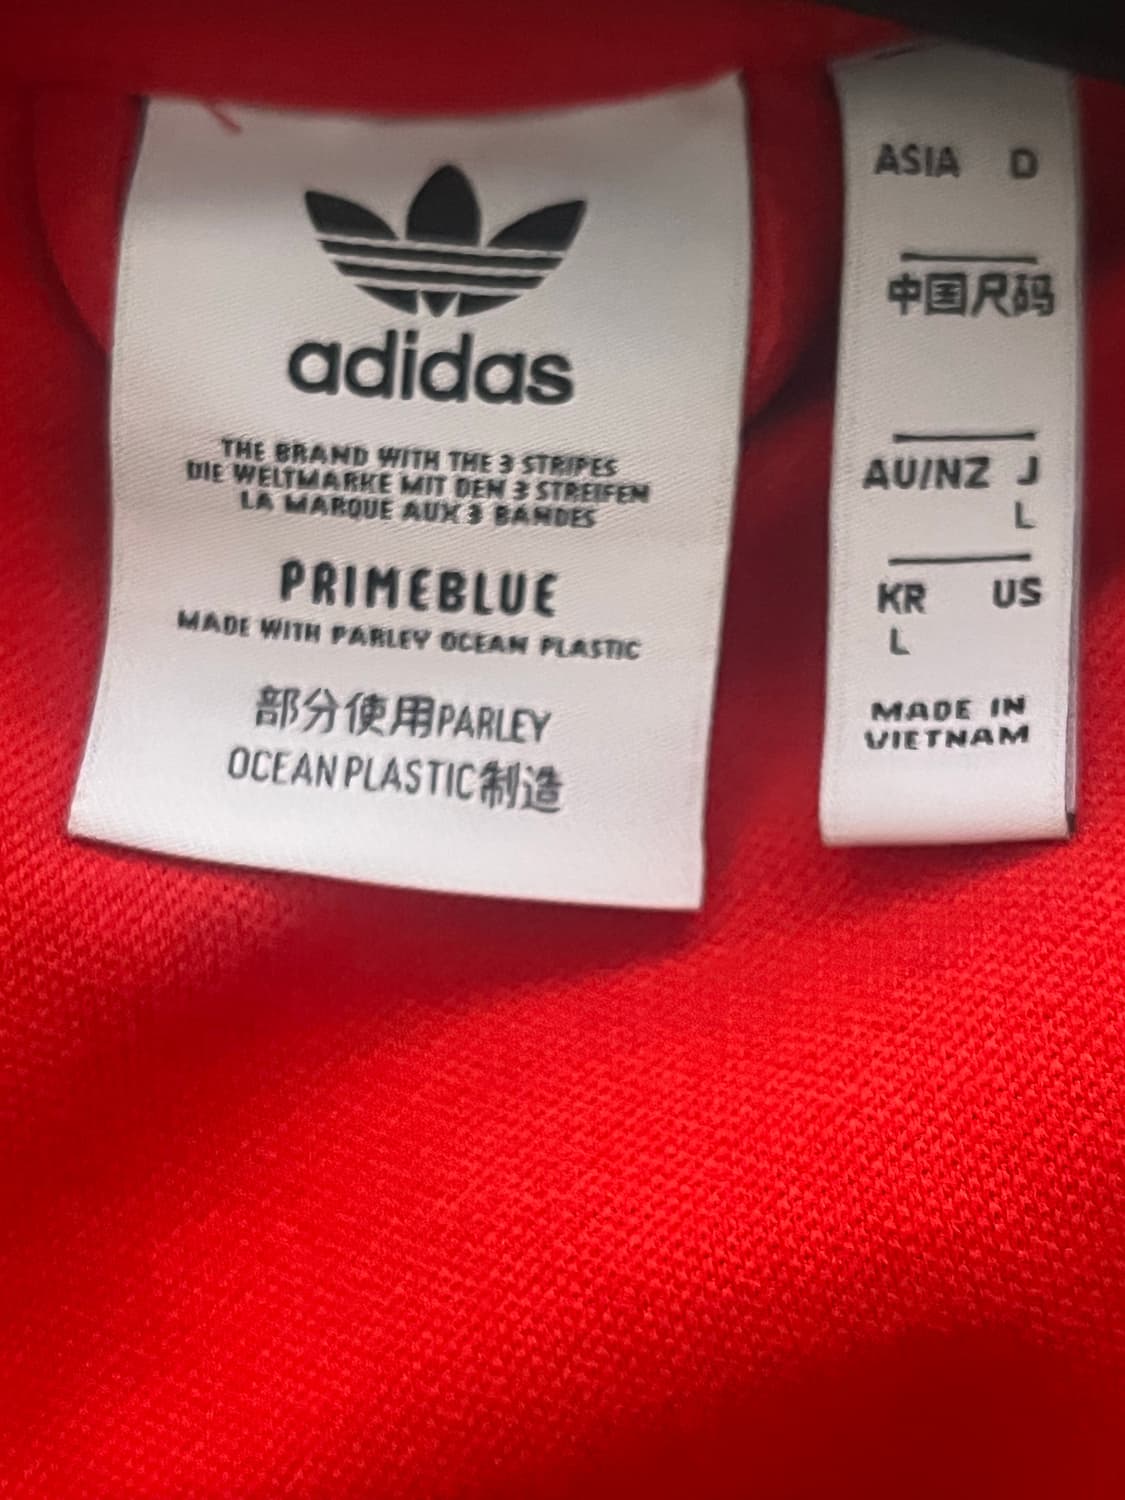 adidas
THE BRAND WITH THE 3 STRIPES
DIE WELTMARKE MIT DEN 3 STREIFEN
LA MARQUE AUX 3 BANDES
PRIMEBLUE
MADE WITH PARLEY OCEAN PLASTIC
部分使用PARLEY
OCEAN PLASTIC制造
ASIA D
中国尺码
AU/NZ J
L
KR US
L
MADE IN
VIETNAM